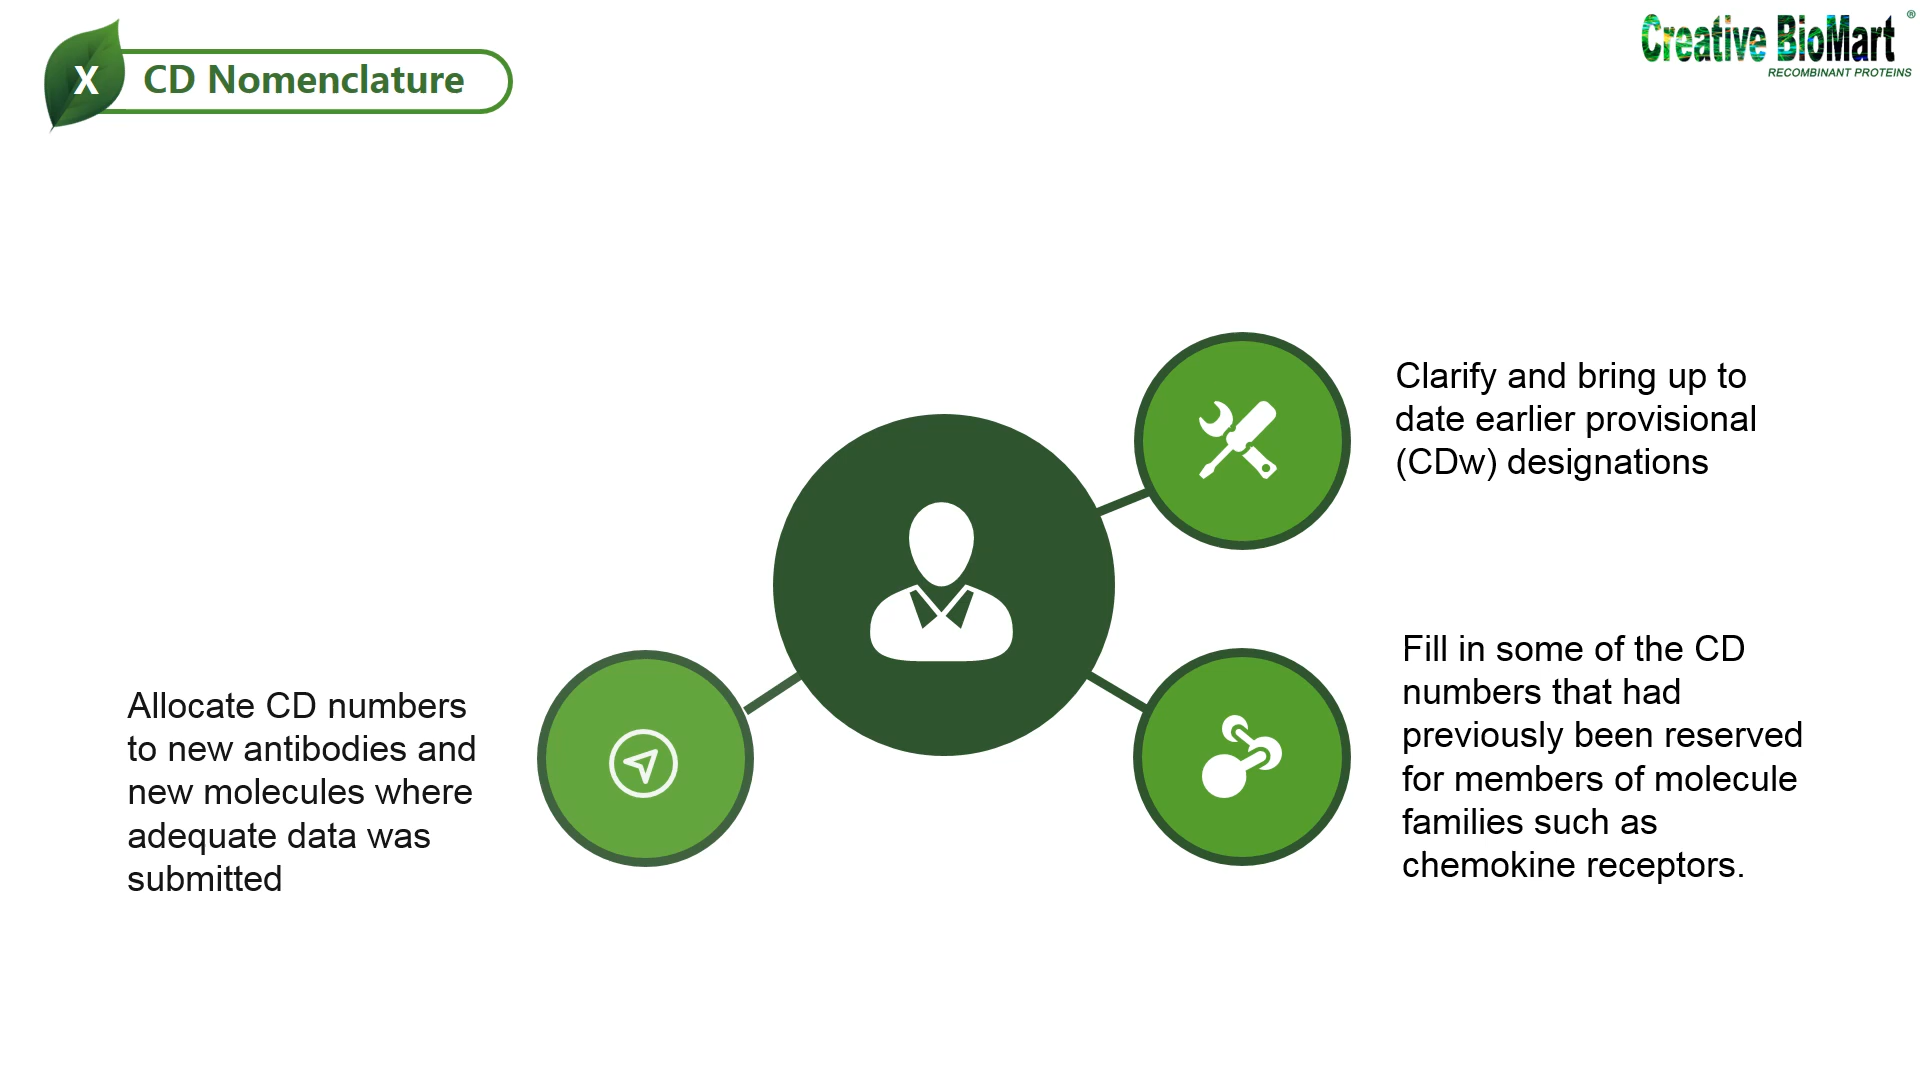 X
CD Nomenclature
Creative BioMart ®
RECOMBINANT PROTEINS
Clarify and bring up to
date earlier provisional
(CDw) designations
Fill in some of the CD
numbers that had
previously been reserved
for members of molecule
families such as
chemokine receptors.
Allocate CD numbers
to new antibodies and
new molecules where
adequate data was
submitted